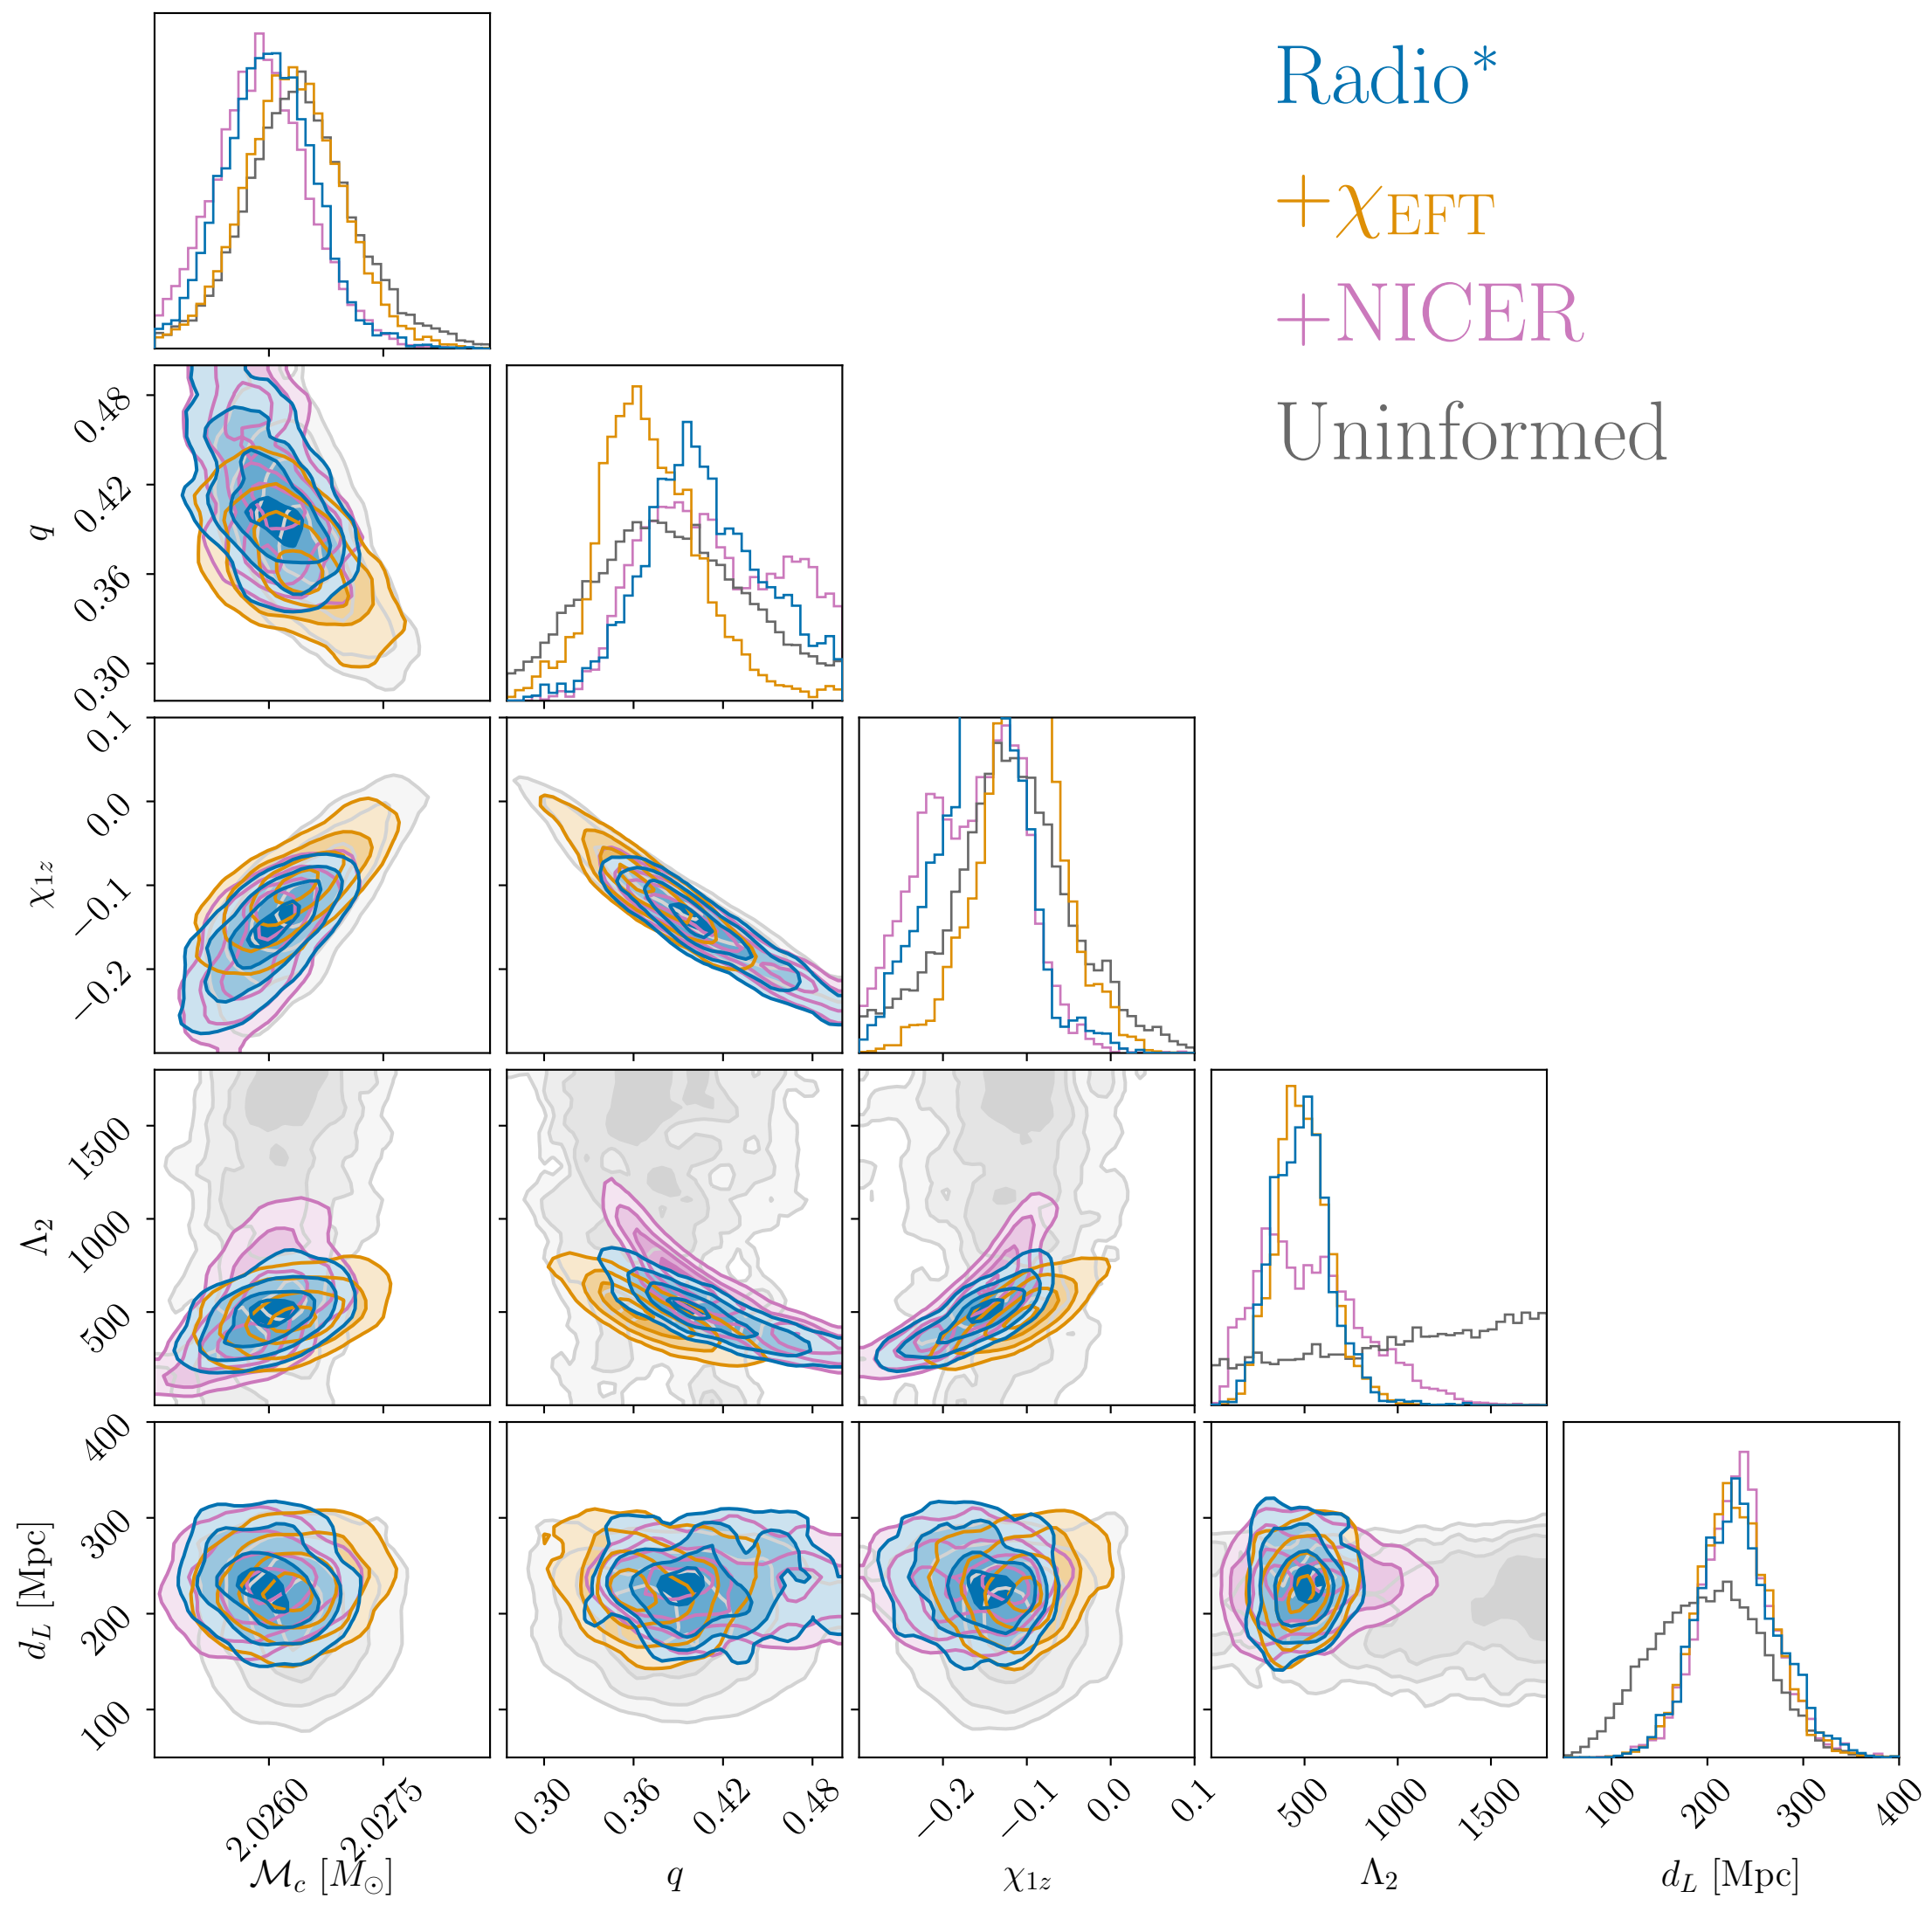 Radio*
+χEFT
+NICER
Uninformed
0.48
0.42
0.36
0.30
q
0.1
0.0
−0.1
−0.2
χ1z
1500
1000
500
Λ2
400
300
200
100
dL [Mpc]
2.0260
2.0275
ℳc [M⊙]
0.30
0.36
0.42
0.48
q
−0.2
−0.1
0.0
0.1
χ1z
500
1000
1500
Λ2
100
200
300
400
dL [Mpc]